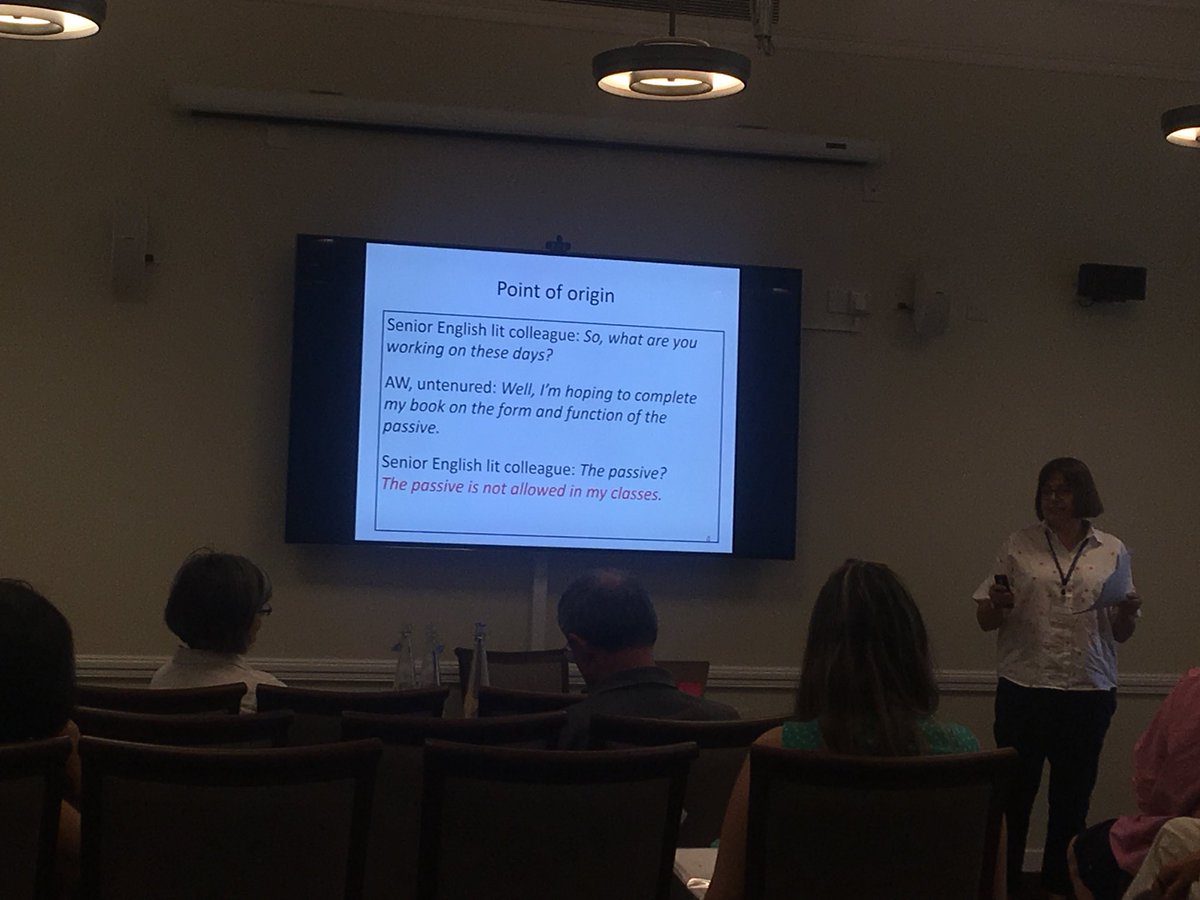 Point of origin
Senior English lit colleague: So, what are you
working on these days?
AW, untenured: Well, I'm hoping to complete
my book on the form and function of the
passive.
Senior English lit colleague: The passive?
The passive is not allowed in my classes.